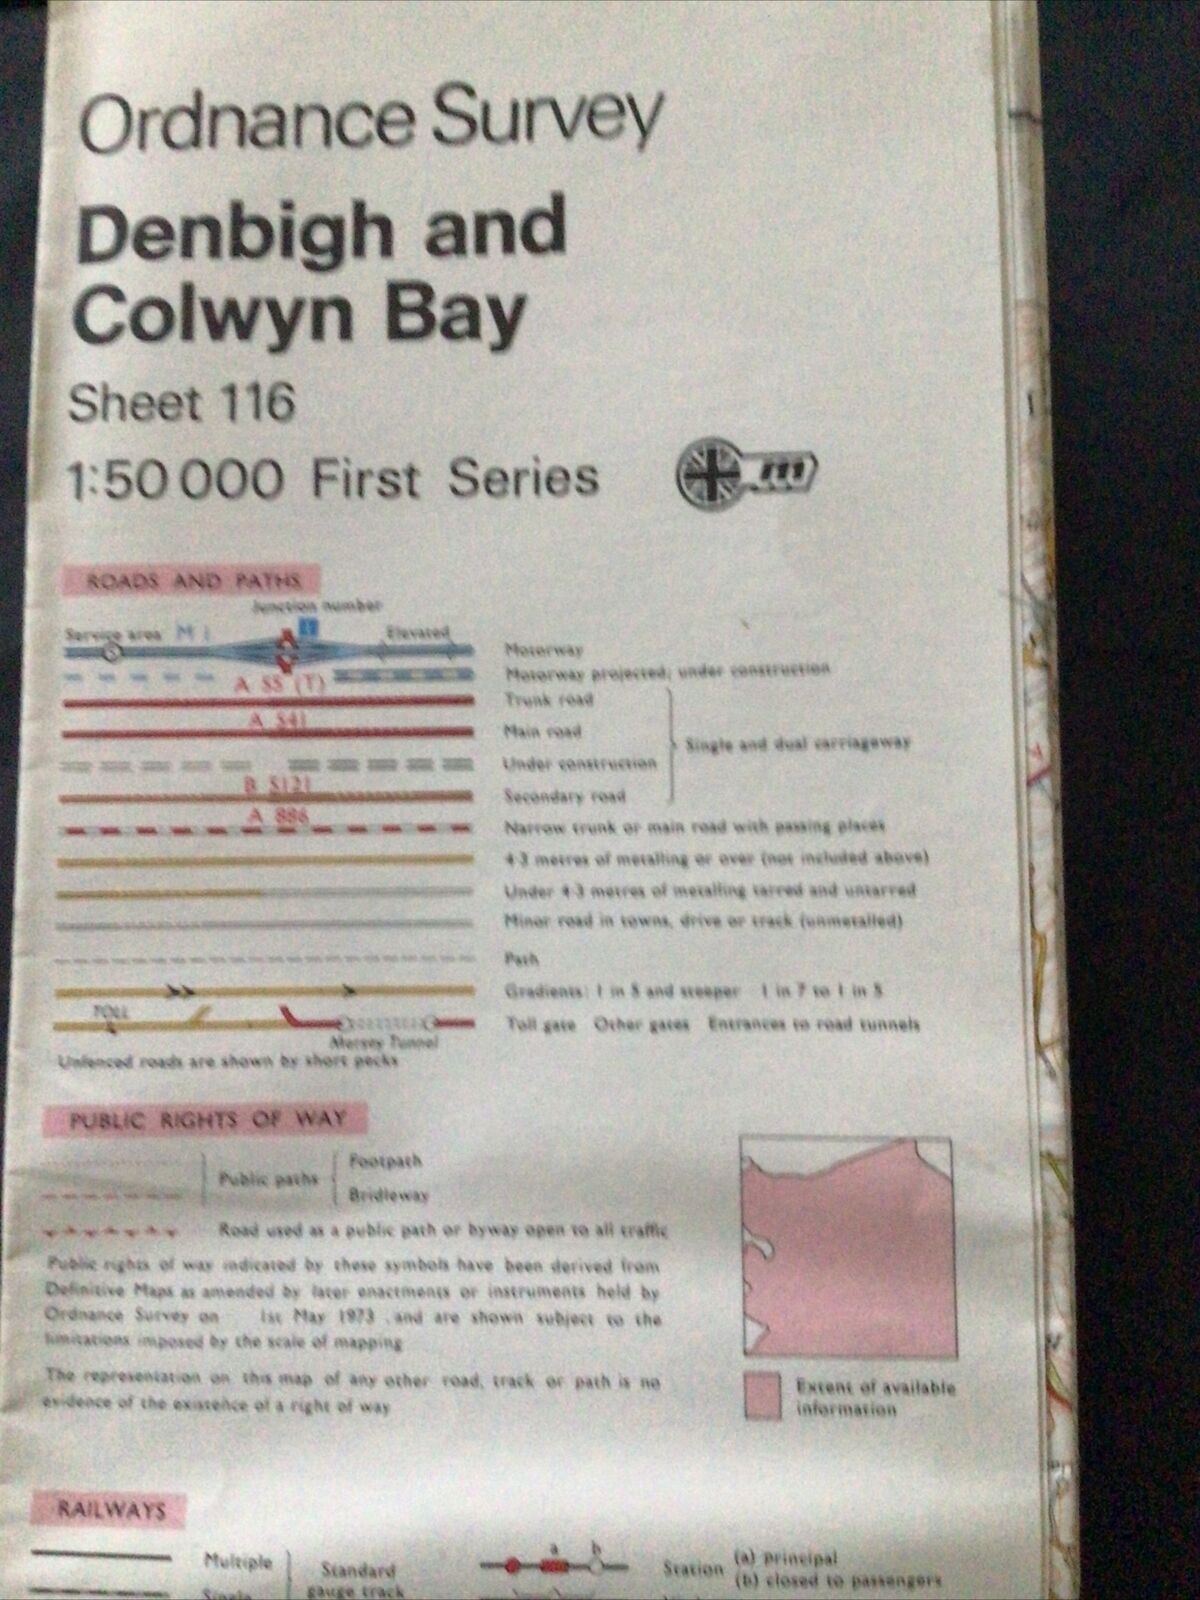 Ordnance Survey
Denbigh and
Colwyn Bay
Sheet 116
1:50 000 First Series
ROADS AND PATHS
Junction number
Service area M 1 Elevated Motorway
Motorway projected; under construction
A 55 (T) Trunk road
A 541 Main road
Single and dual carriageway
Under construction
B 5121 Secondary road
A 886 Narrow trunk or main road with passing places
4·3 metres of metalling or over (not included above)
Under 4·3 metres of metalling tarred and untarred
Minor road in towns, drive or track (unmetalled)
Path
Gradients: 1 in 5 and steeper 1 in 7 to 1 in 5
TOLL Toll gate Other gates Entrances to road tunnels
Mersey Tunnel
Unfenced roads are shown by short pecks
PUBLIC RIGHTS OF WAY
Public paths Footpath
Bridleway
Road used as a public path or byway open to all traffic
Public rights of way indicated by these symbols have been derived from
Definitive Maps as amended by later enactments or instruments held by
Ordnance Survey on 1st May 1973 and are shown subject to the
limitations imposed by the scale of mapping
The representation on this map of any other road, track or path is no
evidence of the existence of a right of way
Extent of available
information
RAILWAYS
Multiple Standard
gauge track
Single
a b
Station (a) principal
(b) closed to passengers